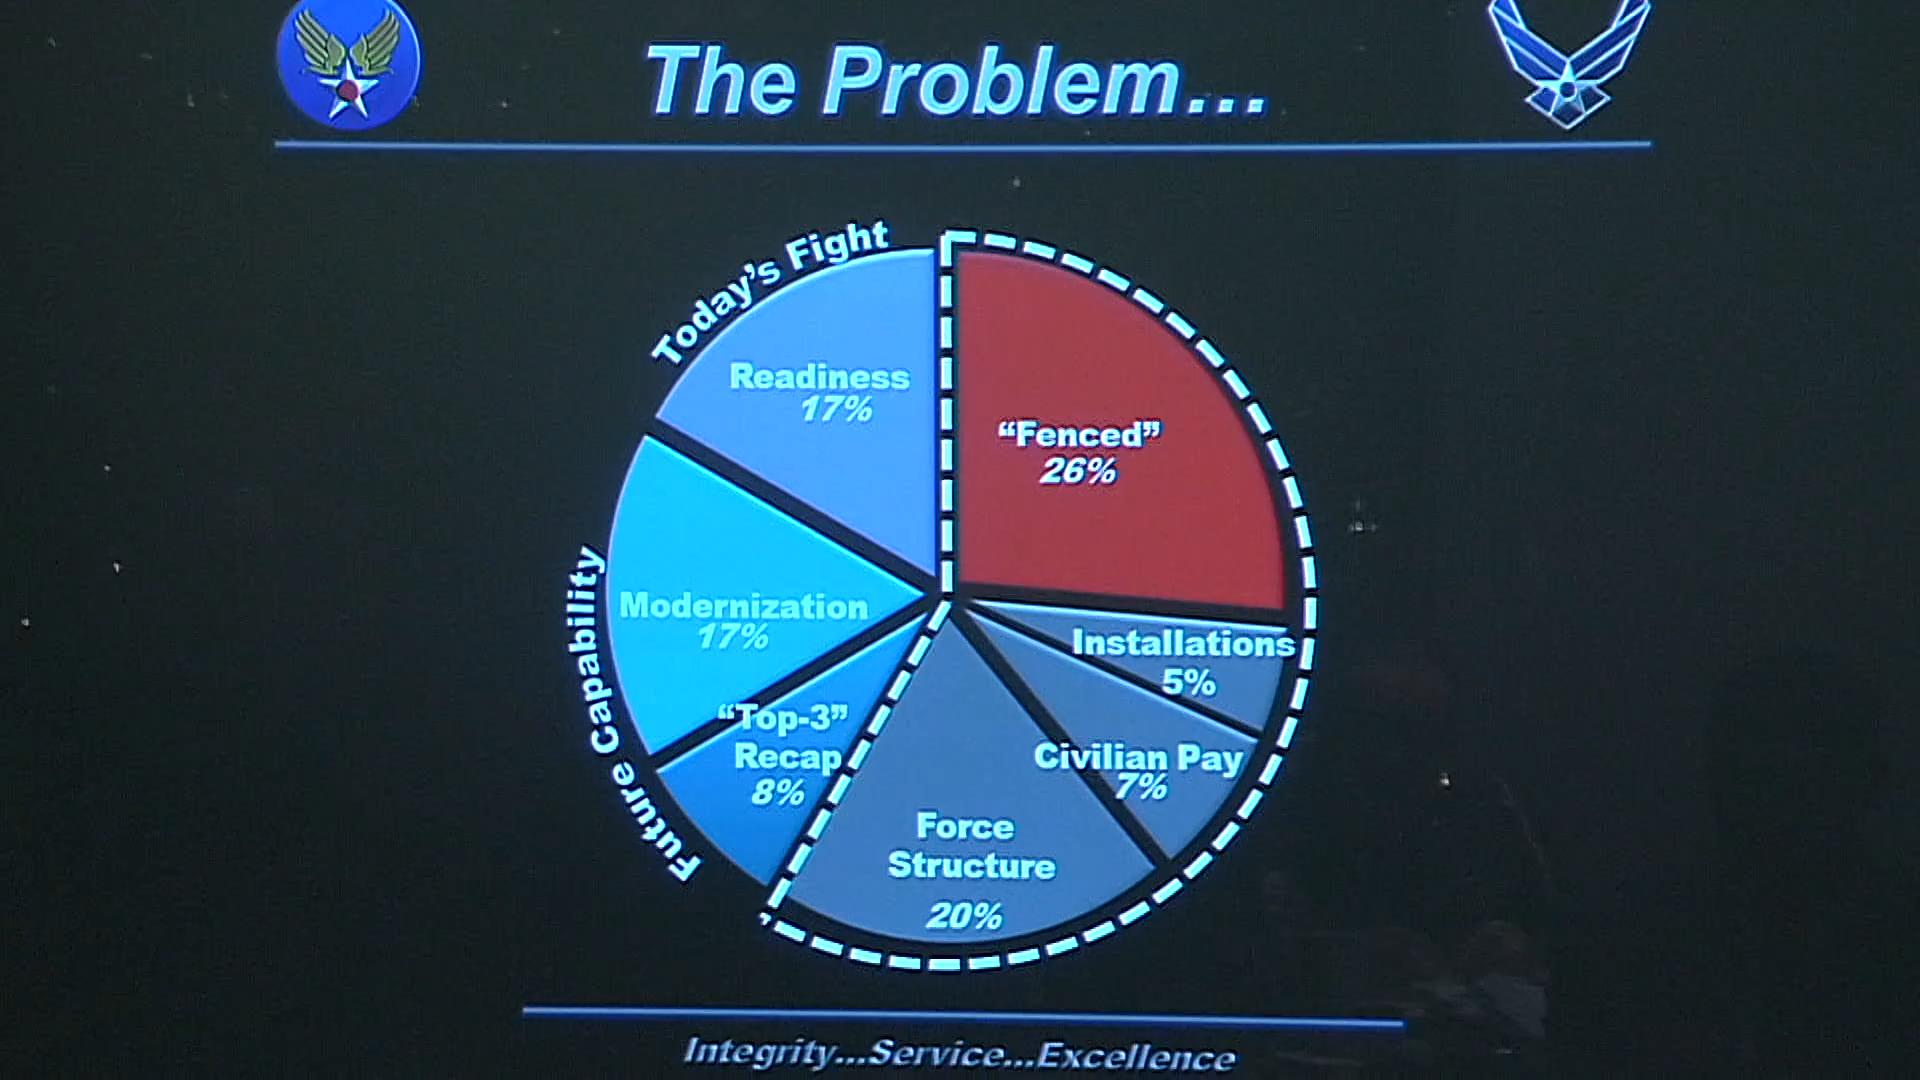 The Problem...
Today's Fight
Readiness
17%
“Fenced”
26%
Modernization
17%
Installations
5%
“Top-3”
Recap
8%
Civilian Pay
7%
Force
Structure
20%
Future Capability
Integrity...Service...Excellence